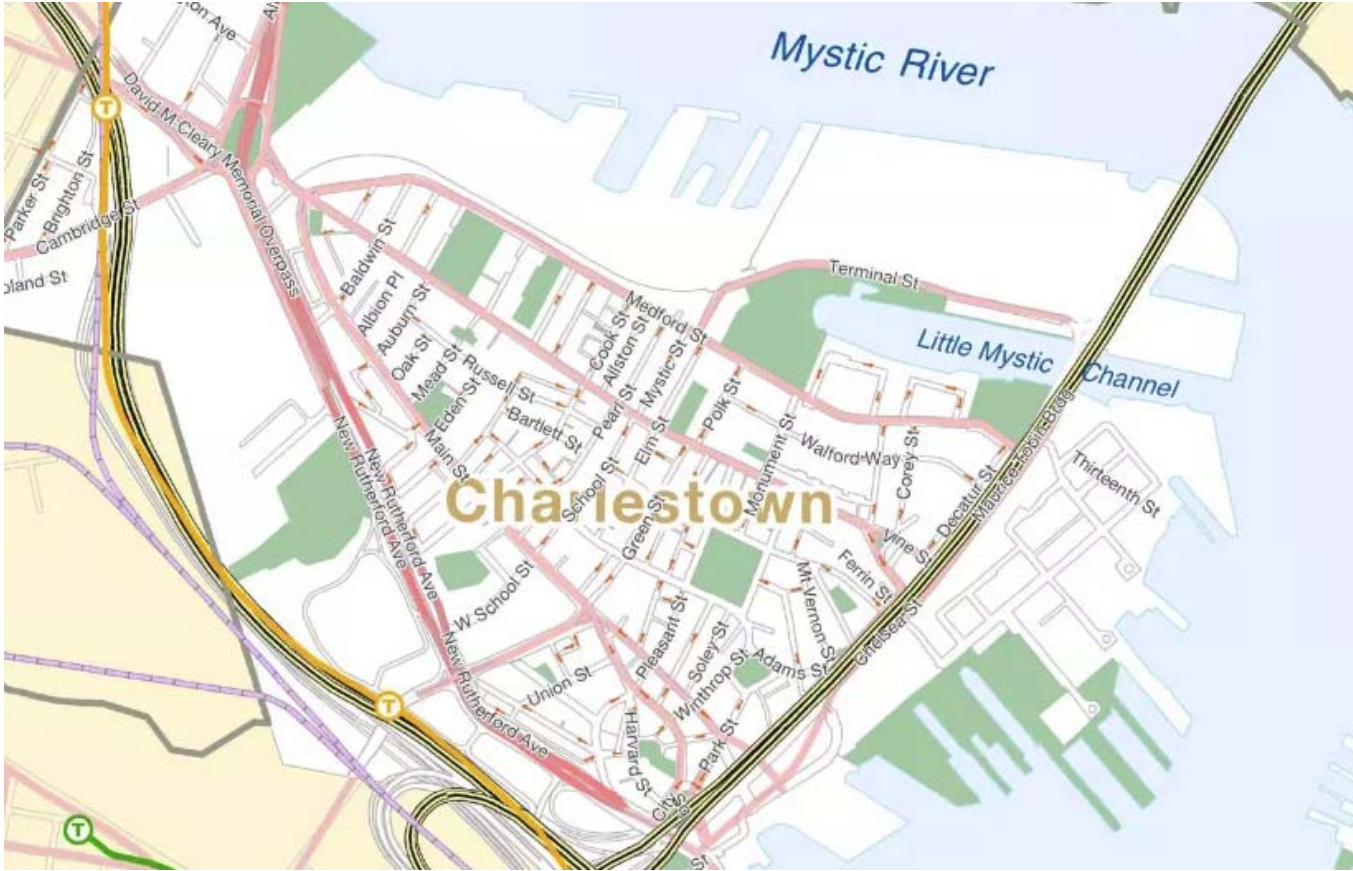 Mystic River
T
David M Cleary Memorial Overpass
Parker St
Brighton St
Cambridge St
Baldwin St
Albion Pl
Auburn St
Oak St
Mead St
Eden St
Main St
Russell St
Bartlett St
Cook St
Allston St
Pearl St
Mystic St
Medford St
Elm St
School St
Polk St
Green St
Monument St
Terminal St
Little Mystic Channel
Walford Way
Corey St
Decatur St
Thirteenth St
Charlestown
New Rutherford Ave
New Rutherford Ave
Vine St
Ferrin St
Mt Vernon St
Chelsea St
W School St
Pleasant St
Soley St
Winthrop St
Adams St
Union St
New Rutherford Ave
Harvard St
Park St
T
T